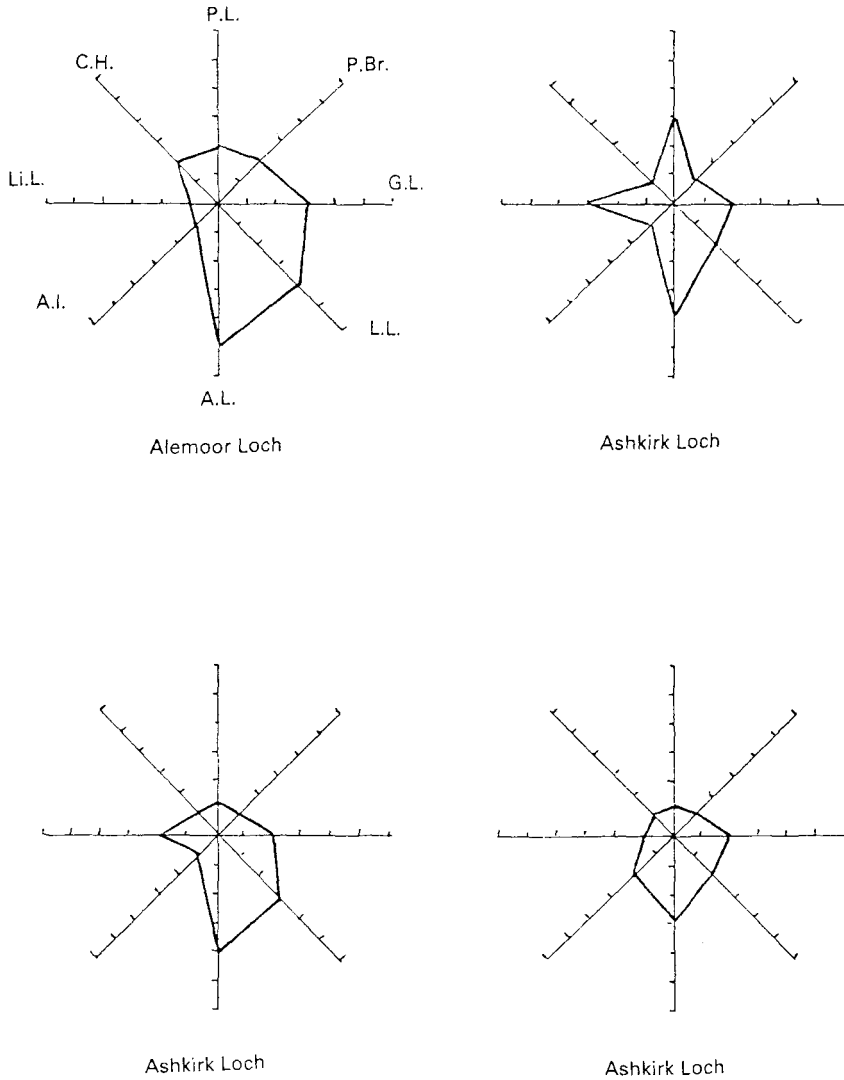 P.L.
C.H.
P.Br.
Li.L.
G.L.
A.I.
L.L.
A.L.
Alemoor Loch
Ashkirk Loch
Ashkirk Loch
Ashkirk Loch